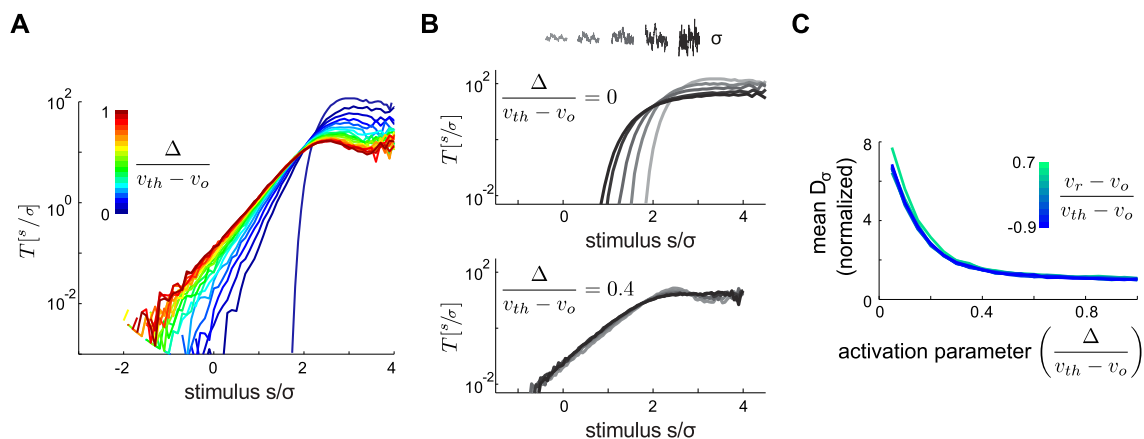 A
10^2
10^0
10^-2
T[s/σ]
1
0
Δ
v_th − v_o
-2
0
2
4
stimulus s/σ
B
σ
10^2
10^-2
T[s/σ]
Δ
v_th − v_o
= 0
0
2
4
stimulus s/σ
10^2
10^-2
T[s/σ]
Δ
v_th − v_o
= 0.4
0
2
4
stimulus s/σ
C
8
4
0
mean D_σ
(normalized)
0.7
-0.9
v_r − v_o
v_th − v_o
0.4
0.8
activation parameter (Δ
v_th − v_o)